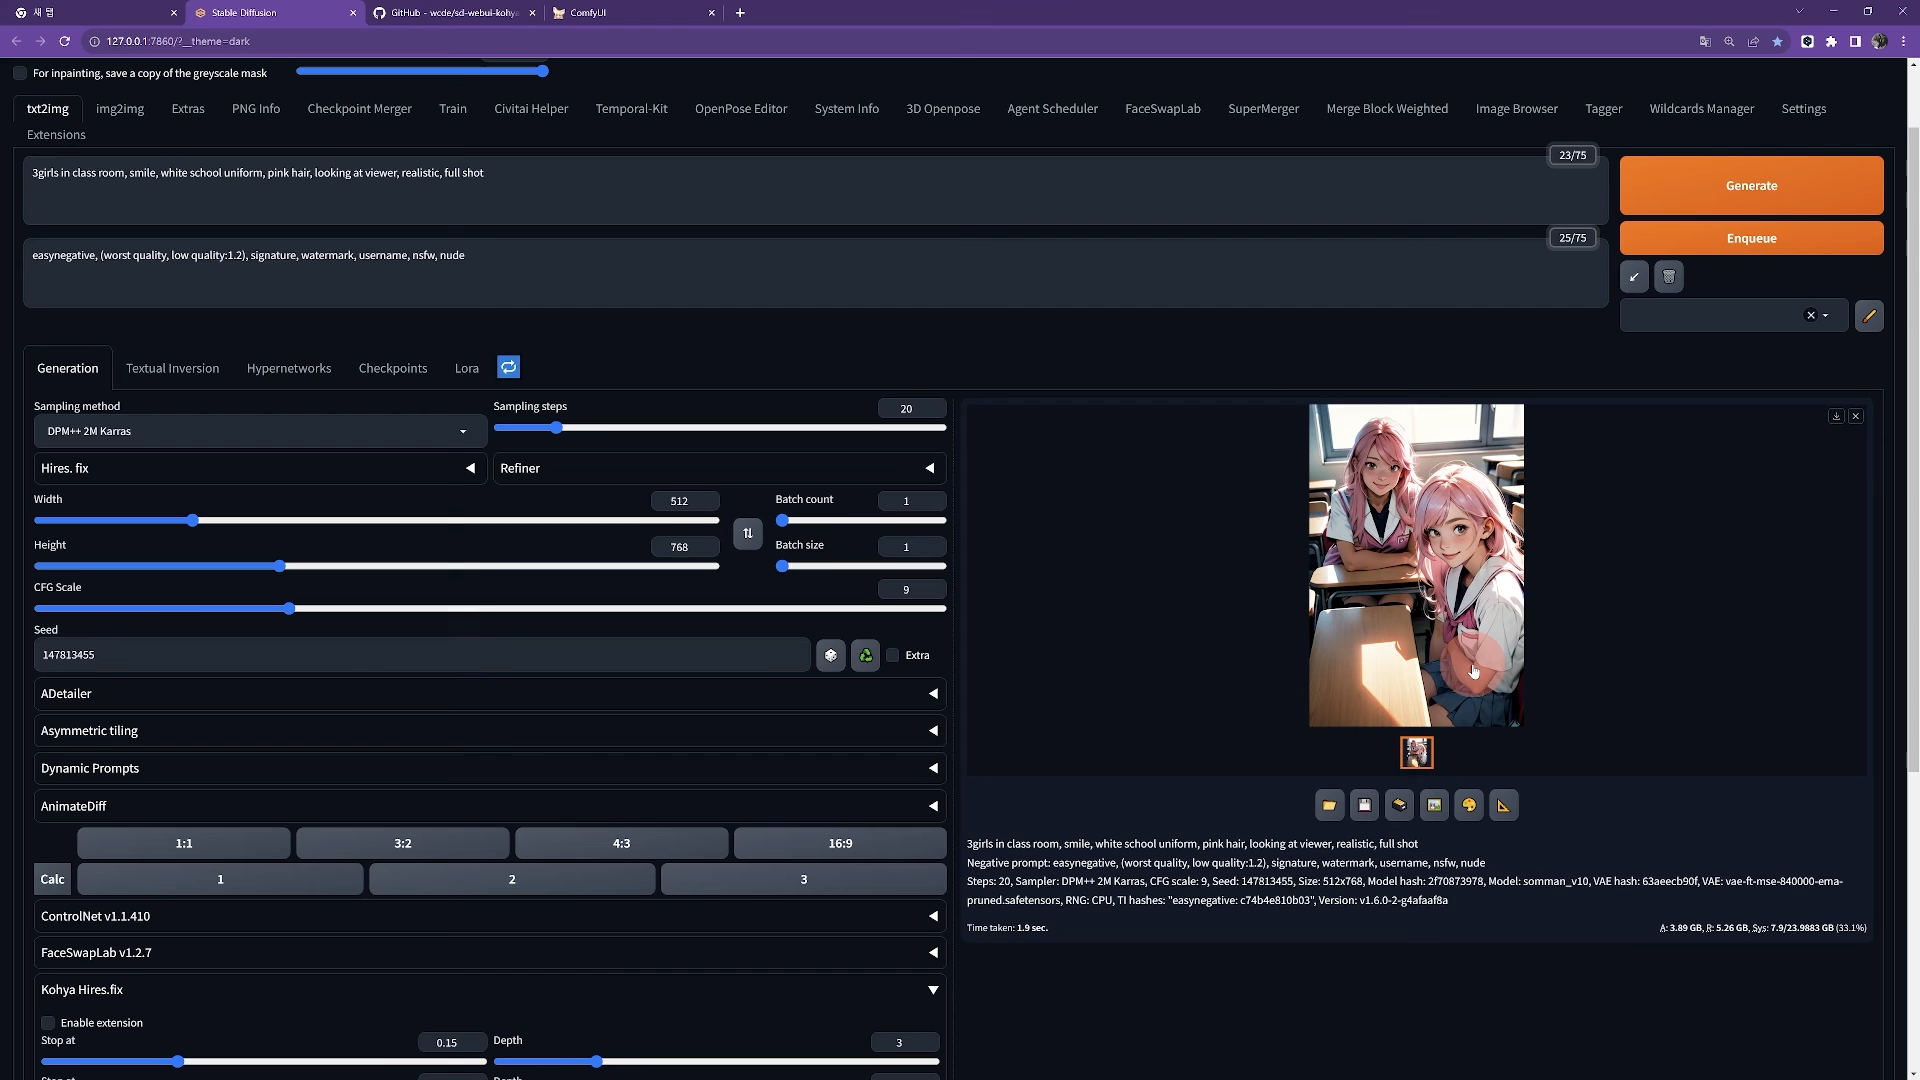 새 탭
Stable Diffusion
GitHub - wcde/sd-webui-kohya
ComfyUI
127.0.0.1:7860/?__theme=dark
For inpainting, save a copy of the greyscale mask
txt2img
img2img
Extras
PNG Info
Checkpoint Merger
Train
Civitai Helper
Temporal-Kit
OpenPose Editor
System Info
3D Openpose
Agent Scheduler
FaceSwapLab
SuperMerger
Merge Block Weighted
Image Browser
Tagger
Wildcards Manager
Settings
Extensions
23/75
3girls in class room, smile, white school uniform, pink hair, looking at viewer, realistic, full shot
Generate
25/75
Enqueue
easynegative, (worst quality, low quality:1.2), signature, watermark, username, nsfw, nude
Generation
Textual Inversion
Hypernetworks
Checkpoints
Lora
Sampling method
DPM++ 2M Karras
Sampling steps
20
Hires. fix
Refiner
Width
512
Batch count
1
Height
768
Batch size
1
CFG Scale
9
Seed
147813455
Extra
ADetailer
Asymmetric tiling
Dynamic Prompts
AnimateDiff
1:1
3:2
4:3
16:9
Calc
1
2
3
ControlNet v1.1.410
FaceSwapLab v1.2.7
Kohya Hires.fix
Enable extension
Stop at
0.15
Depth
3
3girls in class room, smile, white school uniform, pink hair, looking at viewer, realistic, full shot
Negative prompt: easynegative, (worst quality, low quality:1.2), signature, watermark, username, nsfw, nude
Steps: 20, Sampler: DPM++ 2M Karras, CFG scale: 9, Seed: 147813455, Size: 512x768, Model hash: 2f70873978, Model: somman_v10, VAE hash: 63aeecb90f, VAE: vae-ft-mse-840000-ema-
pruned.safetensors, RNG: CPU, TI hashes: "easynegative: c74b4e810b03", Version: v1.6.0-2-g4afaaf8a
Time taken: 1.9 sec.
A: 3.89 GB, R: 5.26 GB, Sys: 7.9/23.9883 GB (33.1%)